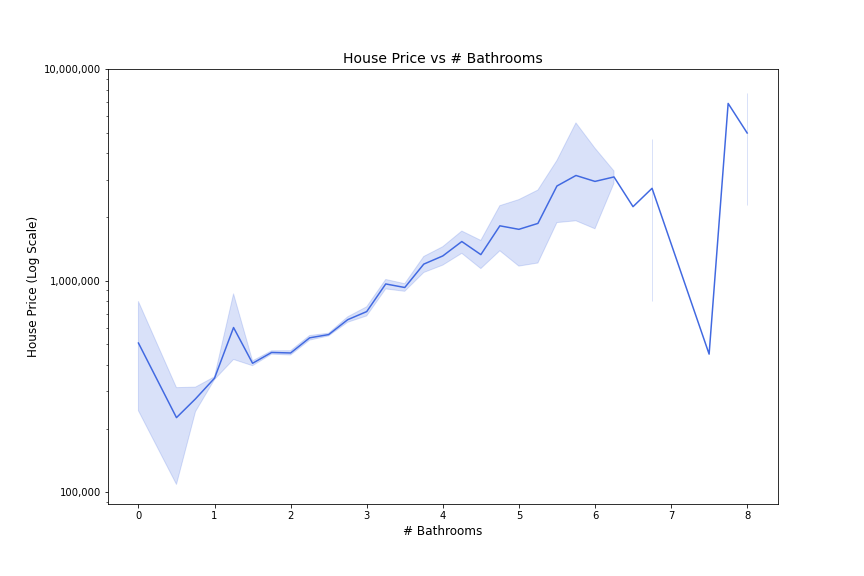 House Price vs # Bathrooms
10,000,000
1,000,000
100,000
House Price (Log Scale)
0 1 2 3 4 5 6 7 8
# Bathrooms